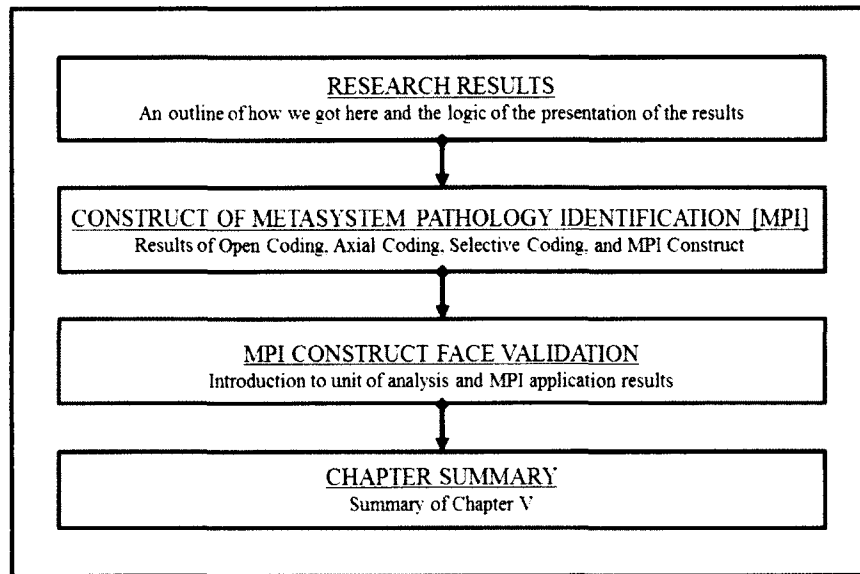 RESEARCH RESULTS
An outline of how we got here and the logic of the presentation of the results
CONSTRUCT OF METASYSTEM PATHOLOGY IDENTIFICATION [MPI]
Results of Open Coding, Axial Coding, Selective Coding, and MPI Construct
MPI CONSTRUCT FACE VALIDATION
Introduction to unit of analysis and MPI application results
CHAPTER SUMMARY
Summary of Chapter V